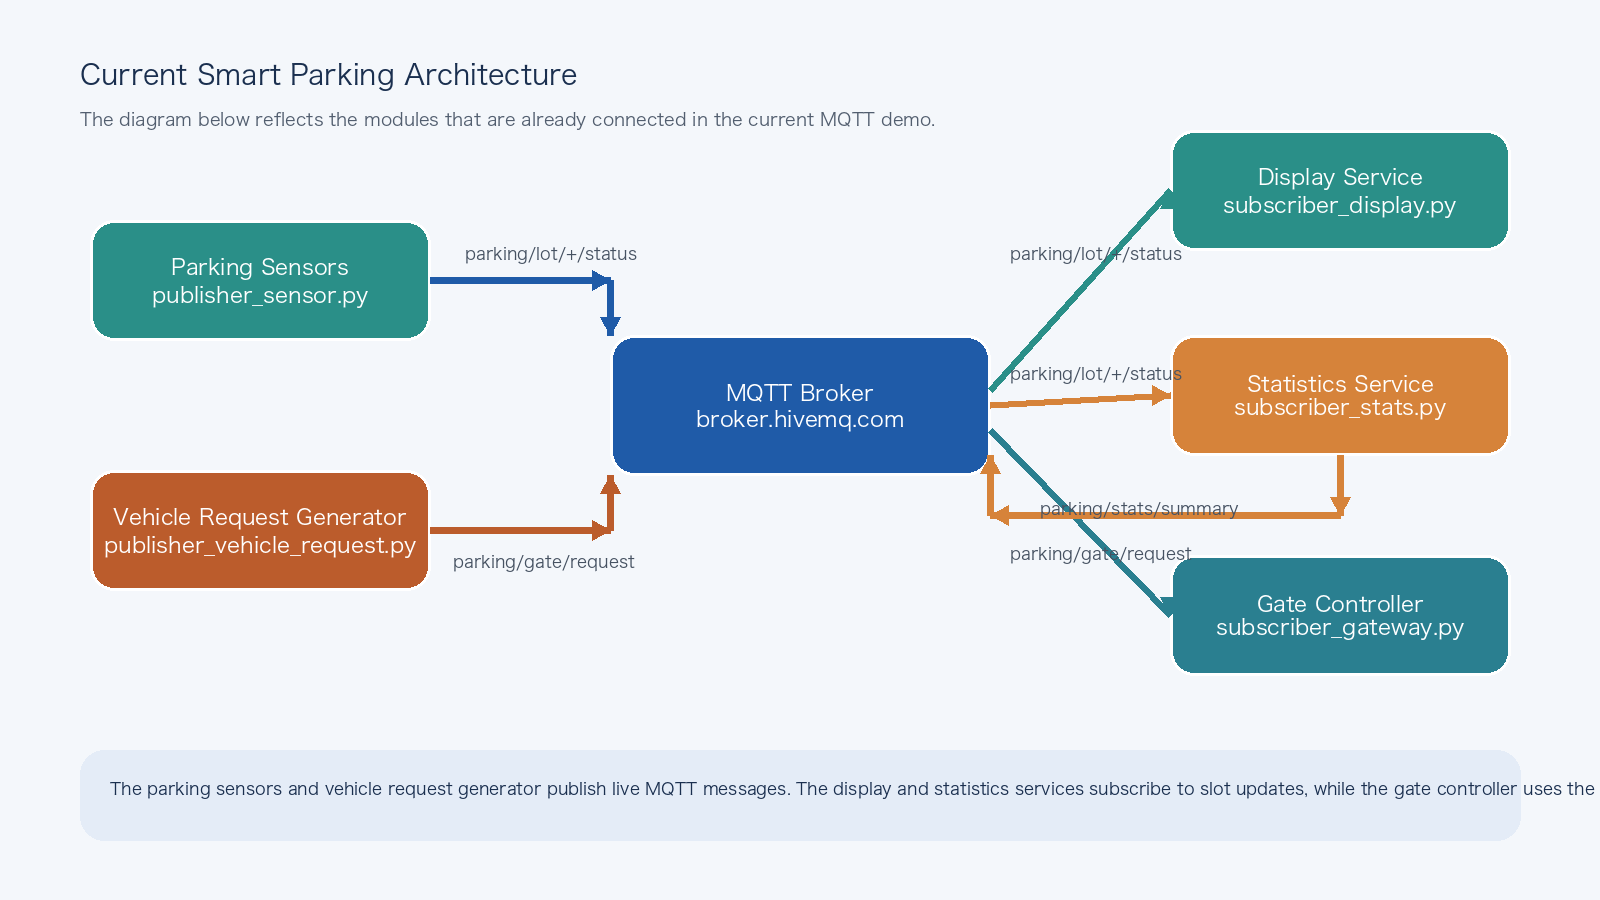 Current Smart Parking Architecture
The diagram below reflects the modules that are already connected in the current MQTT demo.
Display Service
subscriber_display.py
Parking Sensors
publisher_sensor.py
parking/lot/+/status
parking/lot/+/status
MQTT Broker
broker.hivemq.com
parking/lot/+/status
Statistics Service
subscriber_stats.py
Vehicle Request Generator
publisher_vehicle_request.py
parking/gate/request
parking/stats/summary
parking/gate/request
Gate Controller
subscriber_gateway.py
The parking sensors and vehicle request generator publish live MQTT messages. The display and statistics services subscribe to slot updates, while the gate controller uses the